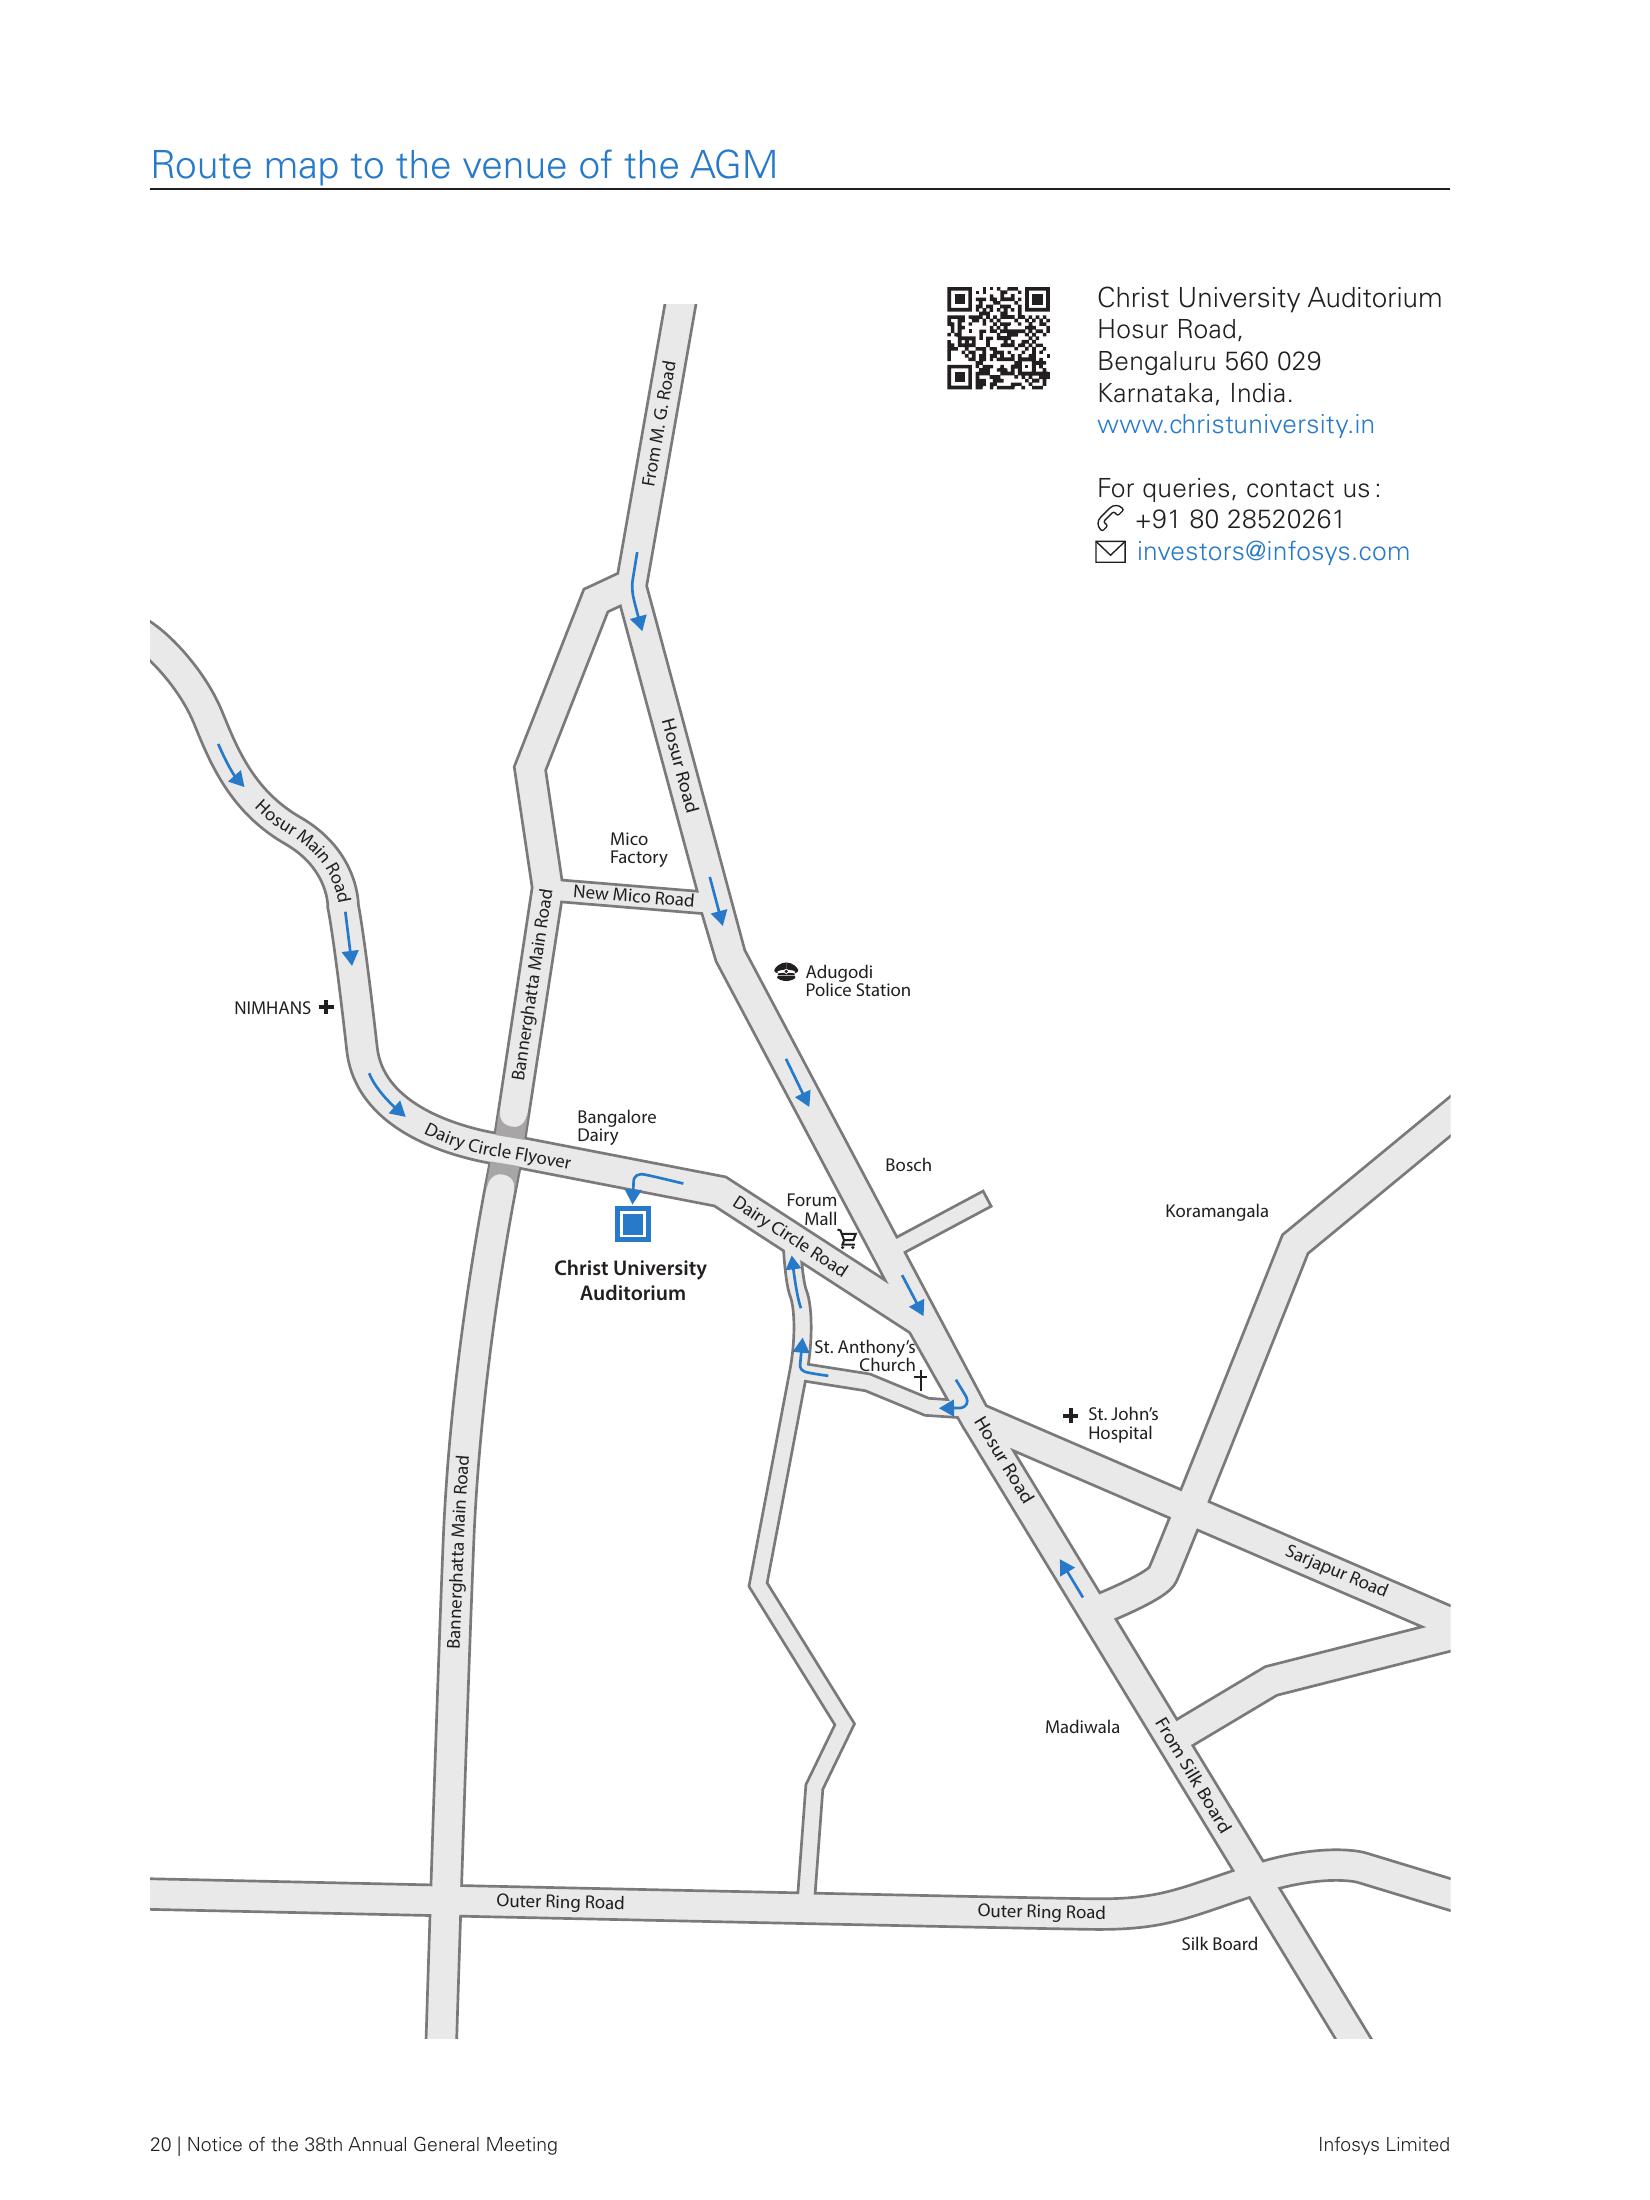 Route map to the venue of the AGM
Christ University Auditorium
Hosur Road,
Bengaluru 560 029
Karnataka, India.
www.christuniversity.in
For queries, contact us:
+91 80 28520261
investors@infosys.com
From M. G. Road
Hosur Road
Hosur Main Road
Mico
Factory
New Mico Road
Bannerghatta Main Road
Adugodi
Police Station
NIMHANS
Bangalore
Dairy
Dairy Circle Flyover
Bosch
Forum
Mall
Dairy Circle Road
Koramangala
Christ University
Auditorium
St. Anthony's
Church
St. John's
Hospital
Hosur Road
Bannerghatta Main Road
Sarjapur Road
Madiwala
From Silk Board
Outer Ring Road
Outer Ring Road
Silk Board
20 | Notice of the 38th Annual General Meeting
Infosys Limited